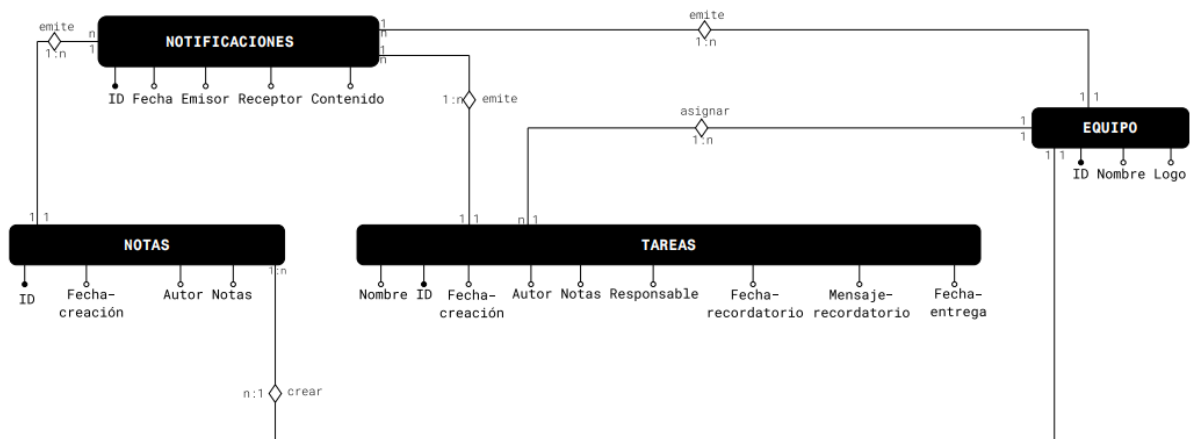 emite
n
1
1:n
NOTIFICACIONES
1
n
1
n
emite
1:n
ID Fecha Emisor Receptor Contenido
1:n emite
asignar
1:n
1 1
1
1
EQUIPO
1 1
ID Nombre Logo
1 1
NOTAS
1:n
ID
Fecha-
creación
Autor Notas
1 1
n 1
TAREAS
Nombre ID
Fecha-
creación
Autor Notas Responsable
Fecha-
recordatorio
Mensaje-
recordatorio
Fecha-
entrega
n:1 crear